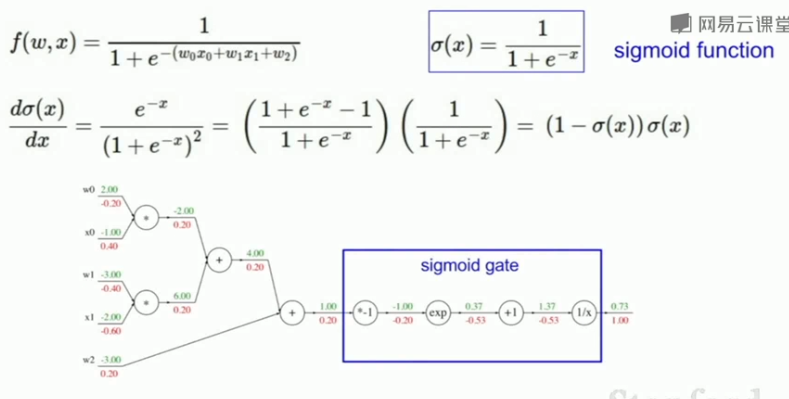 网易云课堂
f(w, x) = 1 / (1 + e^−(w₀x₀+w₁x₁+w₂))
σ(x) = 1 / (1 + e^−x)
sigmoid function
dσ(x)/dx = e^−x / (1 + e^−x)² = ((1 + e^−x − 1) / (1 + e^−x)) (1 / (1 + e^−x)) = (1 − σ(x))σ(x)
w0 2.00
-0.20
*
-2.00
0.20
x0 -1.00
0.40
+
4.00
0.20
w1 -3.00
-0.40
*
6.00
0.20
x1 -2.00
-0.60
w2 -3.00
0.20
sigmoid gate
+
1.00
0.20
*-1
-1.00
-0.20
exp
0.37
-0.53
+1
1.37
-0.53
1/x
0.73
1.00